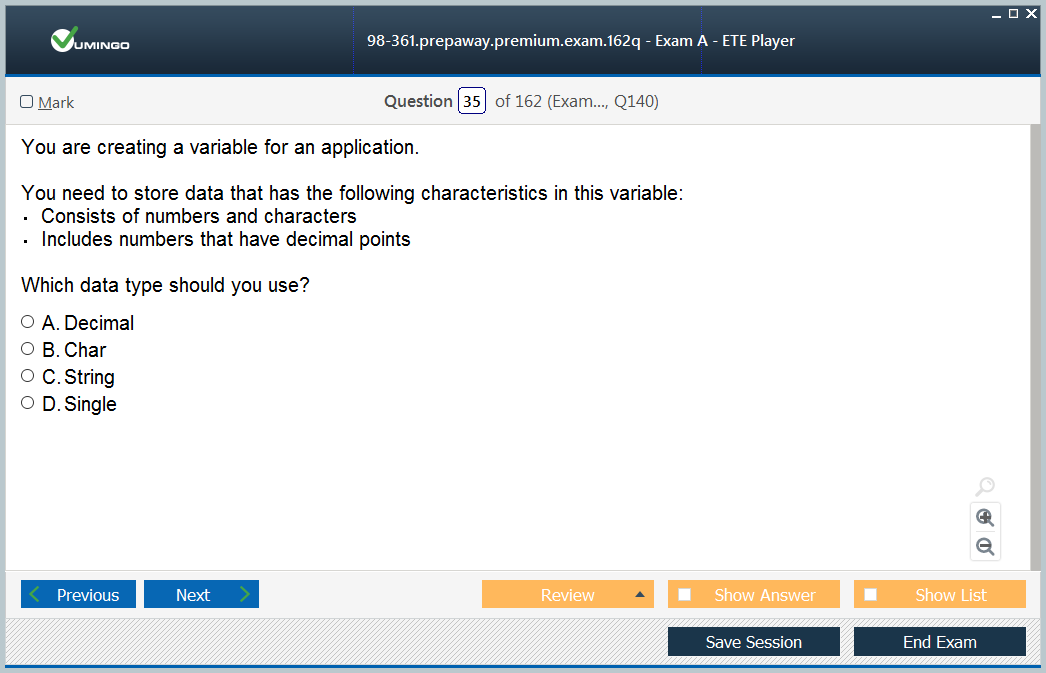 VUMINGO
98-361.prepaway.premium.exam.162q - Exam A - ETE Player
Mark
Question 35 of 162 (Exam..., Q140)
You are creating a variable for an application.
You need to store data that has the following characteristics in this variable:
· Consists of numbers and characters
· Includes numbers that have decimal points
Which data type should you use?
A. Decimal
B. Char
C. String
D. Single
Previous
Next
Review
Show Answer
Show List
Save Session
End Exam